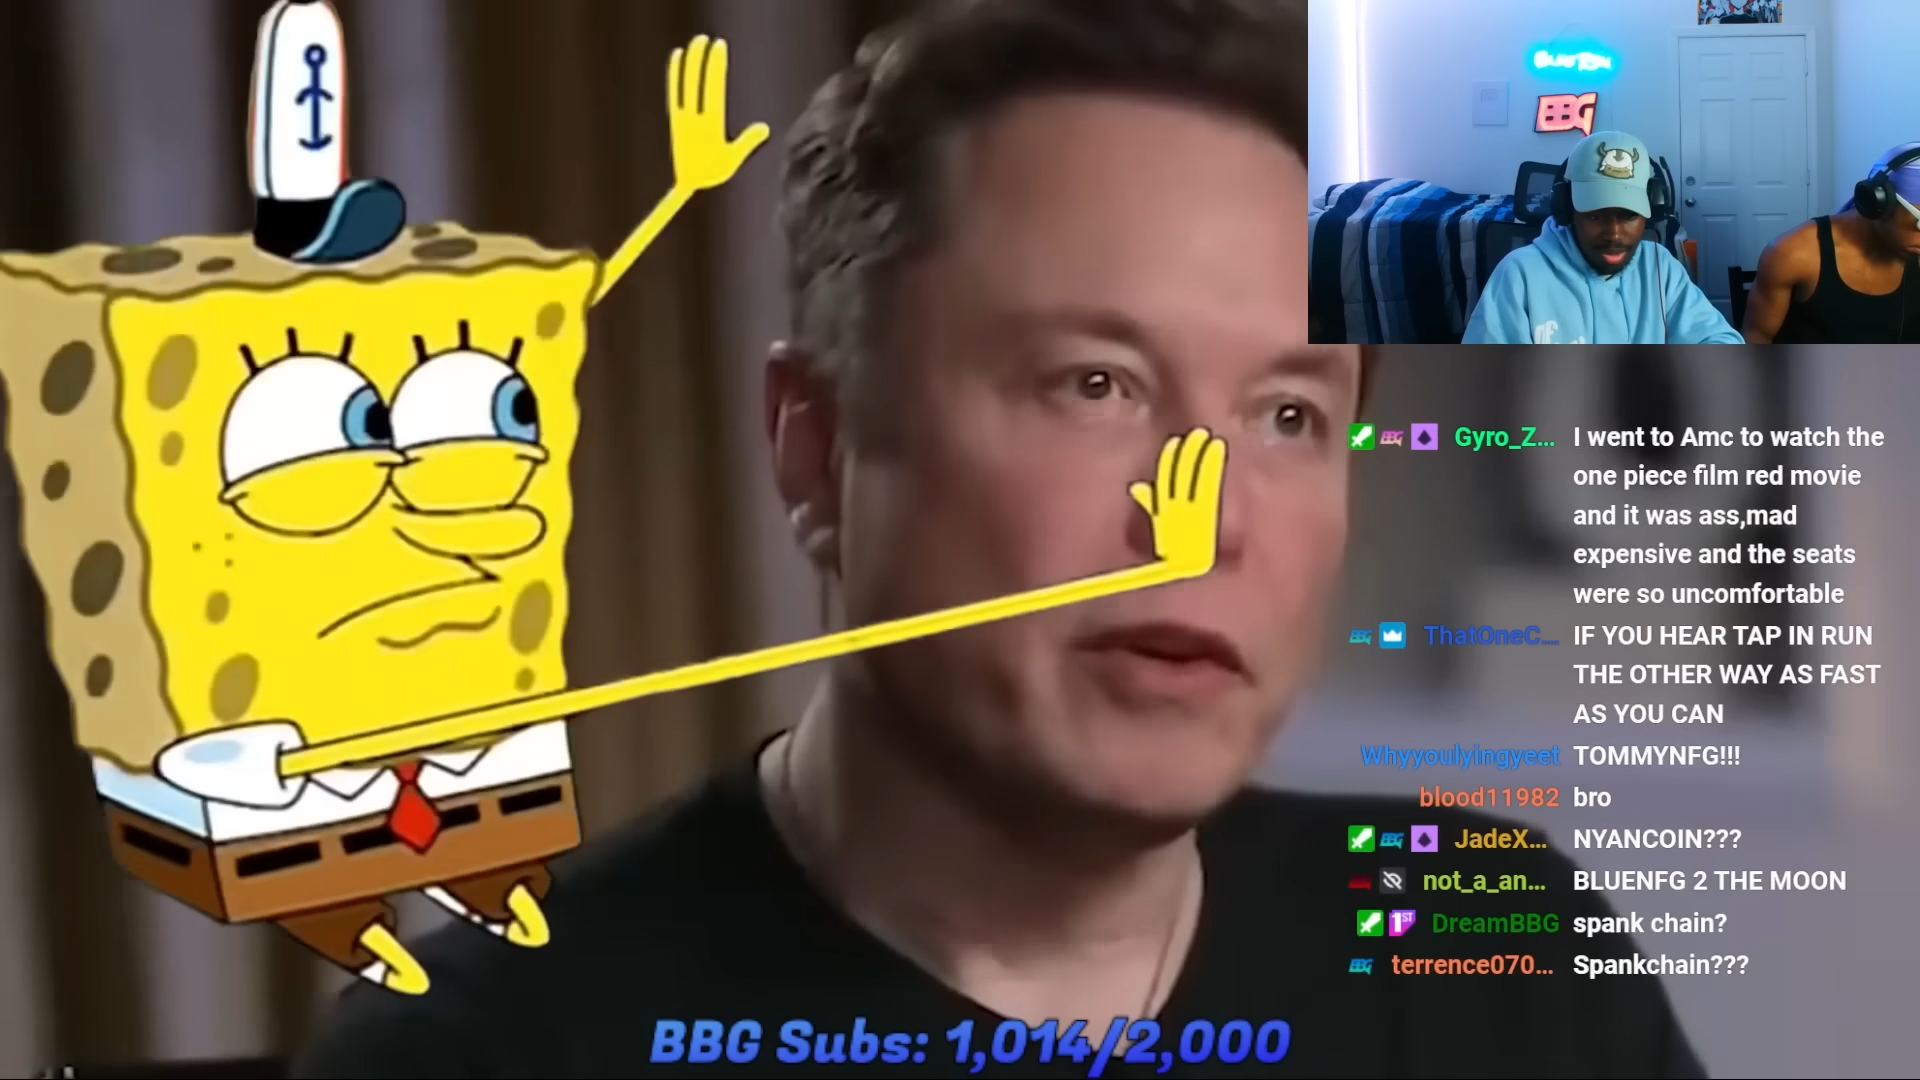 BBG
Gyro_Z... I went to Amc to watch the
one piece film red movie
and it was ass,mad
expensive and the seats
were so uncomfortable
ThatOneC... IF YOU HEAR TAP IN RUN
THE OTHER WAY AS FAST
AS YOU CAN
Whyyoulyingyeet TOMMYNFG!!!
blood11982 bro
JadeX... NYANCOIN???
not_a_an... BLUENFG 2 THE MOON
1ST DreamBBG spank chain?
BBG terrence070... Spankchain???
BBG Subs: 1,014/2,000